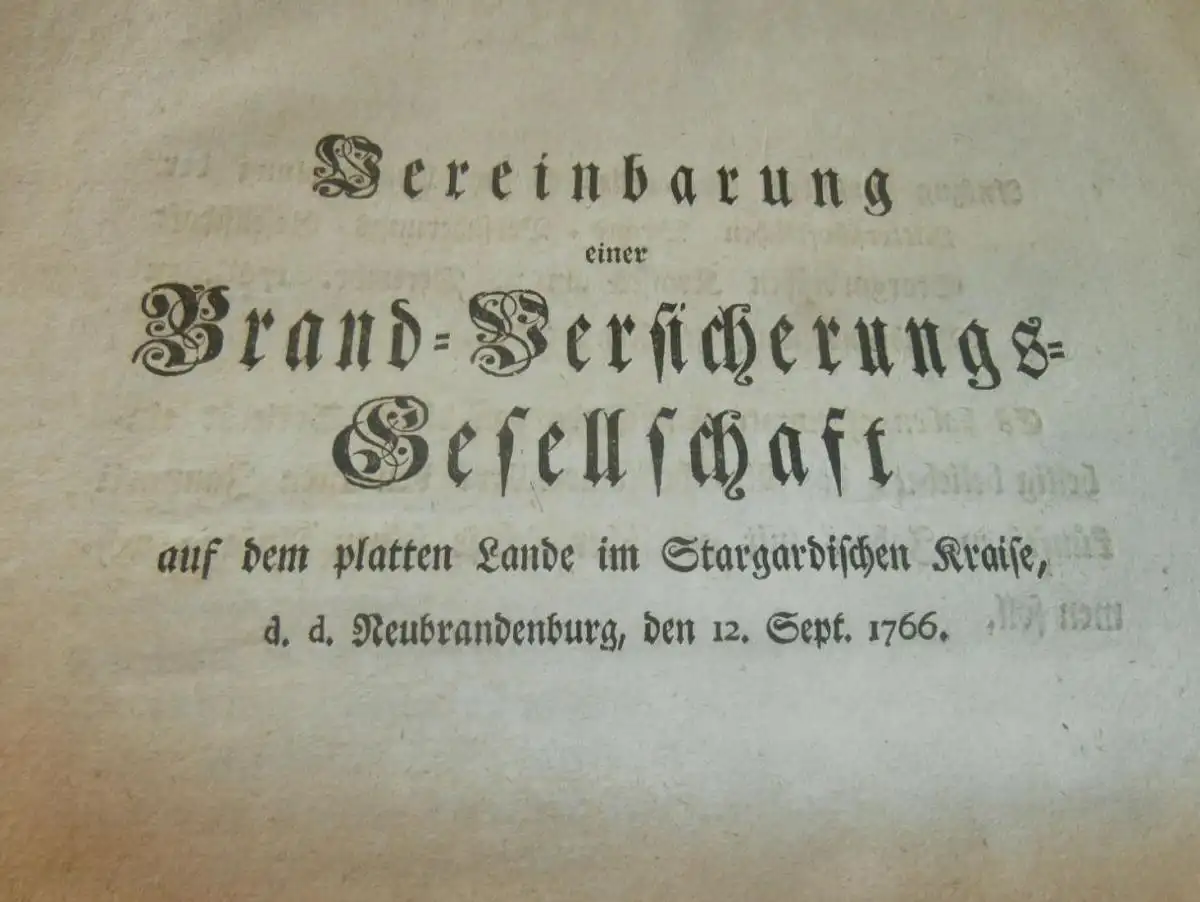 Vereinbarung
einer
Brand=Verſicherungs=
Geſellſchaft
auf dem platten Lande im Stargardiſchen Kraiſe,
d. d. Neubrandenburg, den 12. Sept. 1766.